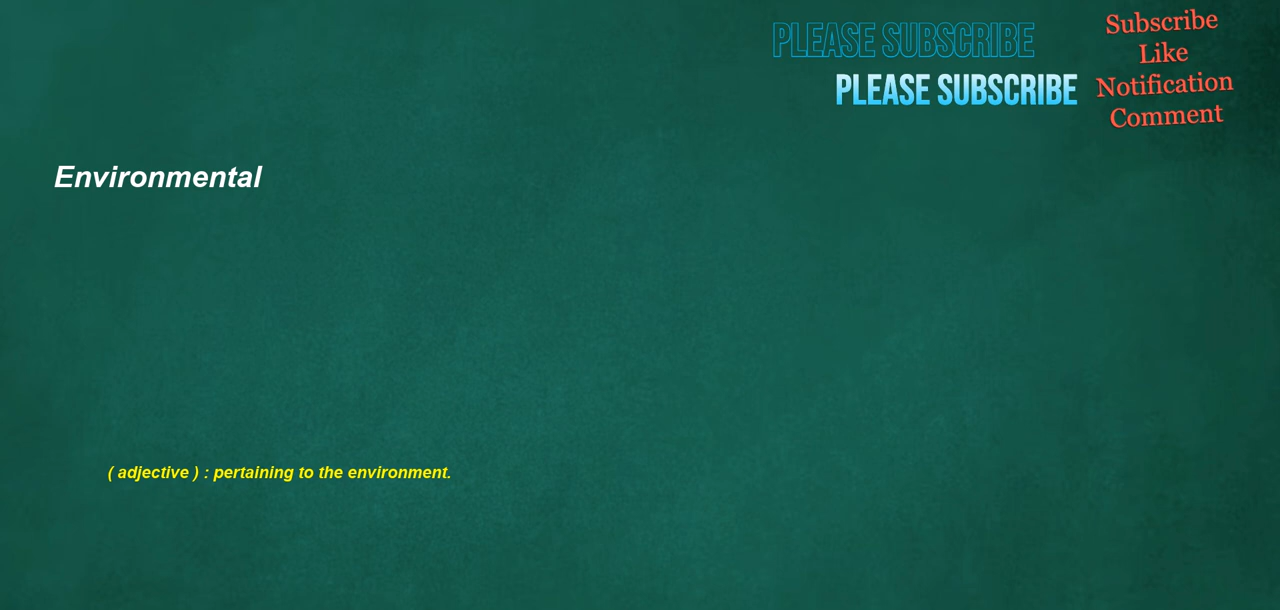 PLEASE SUBSCRIBE
PLEASE SUBSCRIBE
Subscribe
Like
Notification
Comment
Environmental
( adjective ) : pertaining to the environment.